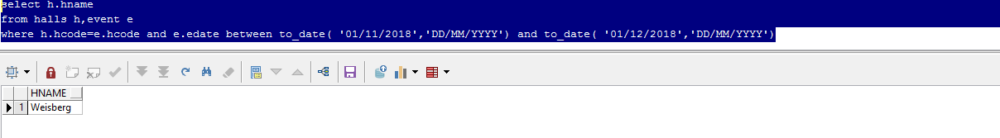 select h.hname
from halls h,event e
where h.hcode=e.hcode and e.edate between to_date( '01/11/2018','DD/MM/YYYY') and to_date( '01/12/2018','DD/MM/YYYY')
HNAME
1 Weisberg